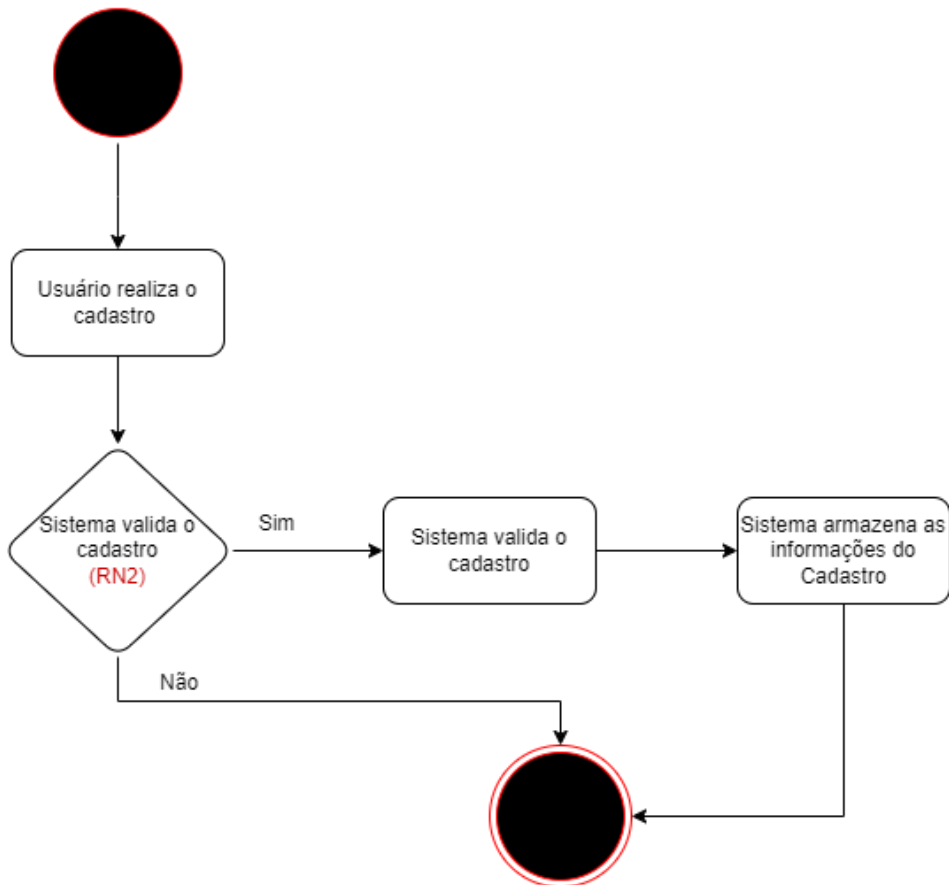 Usuário realiza o
cadastro
Sistema valida o
cadastro
(RN2)
Sim
Sistema valida o
cadastro
Sistema armazena as
informações do
Cadastro
Não